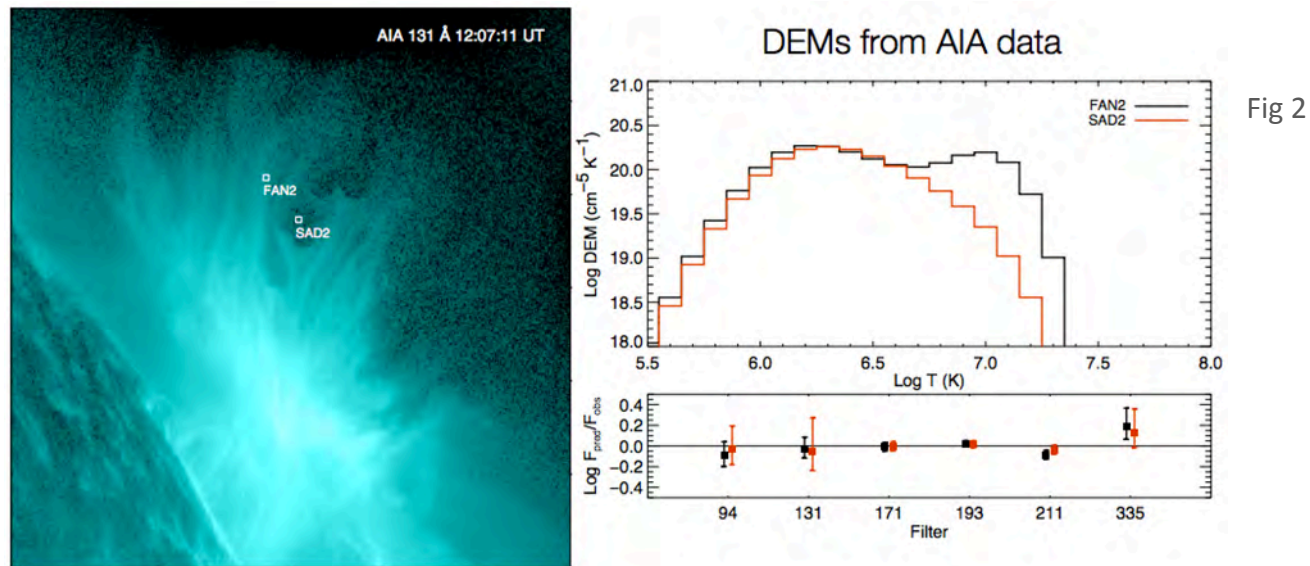 AIA 131 Å 12:07:11 UT
FAN2
SAD2
DEMs from AIA data
Log DEM (cm⁻⁵ K⁻¹)
21.0
20.5
20.0
19.5
19.0
18.5
18.0
FAN2
SAD2
5.5 6.0 6.5 7.0 7.5 8.0
Log T (K)
Log F_pred/F_obs
0.4
0.2
0.0
−0.2
−0.4
94 131 171 193 211 335
Filter
Fig 2